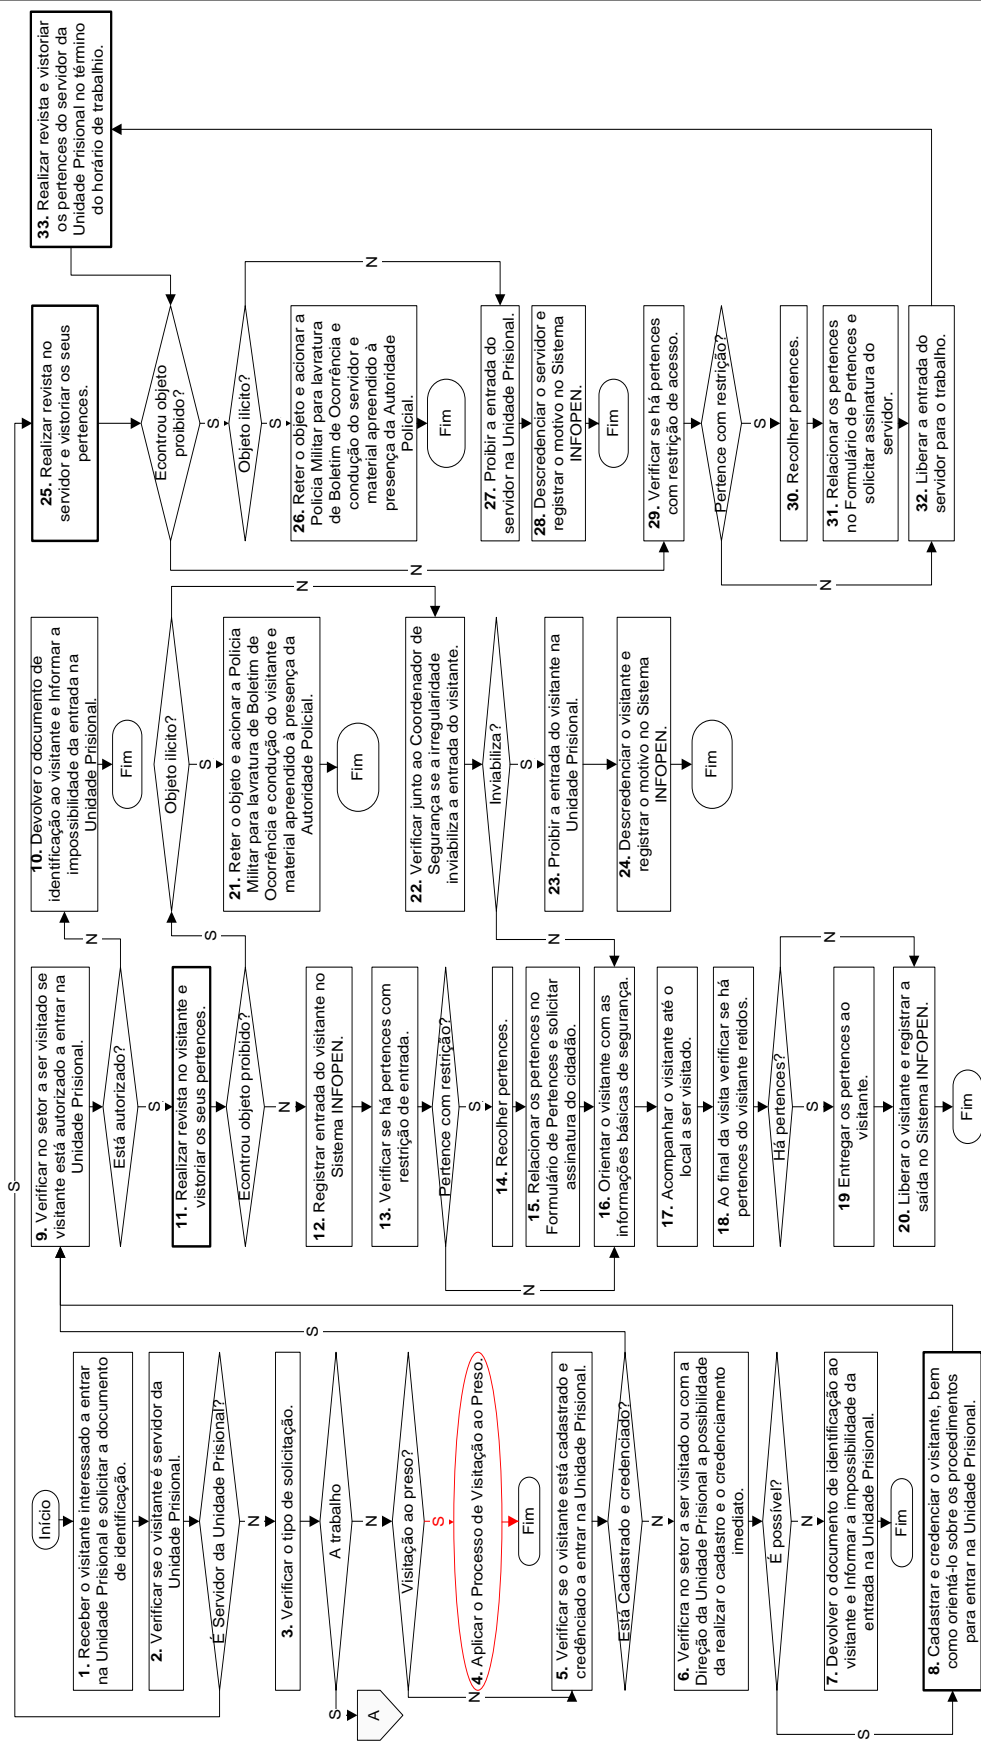 Início
1. Receber o visitante interessado a entrar
na Unidade Prisional e solicitar a documento
de identificação.
2. Verificar se o visitante é servidor da
Unidade Prisional.
É Servidor da Unidade Prisional?
S
N
3. Verificar o tipo de solicitação.
A trabalho
S
A
N
Visitação ao preso?
S
N
4. Aplicar o Processo de Visitação ao Preso.
Fim
5. Verificar se o visitante está cadastrado e
credênciado a entrar na Unidade Prisional.
Está Cadastrado e credenciado?
S
N
6. Verificra no setor a ser visitado ou com a
Direção da Unidade Prisional a possibilidade
da realizar o cadastro e o credenciamento
imediato.
É possível?
N
S
7. Devolver o documento de identificação ao
visitante e Informar a impossibilidade da
entrada na Unidade Prisional.
Fim
8. Cadastrar e credenciar o visitante, bem
como orientá-lo sobre os procedimentos
para entrar na Unidade Prisional.
9. Verificar no setor a ser visitado se
visitante está autorizado a entrar na
Unidade Prisional.
Está autorizado?
N
S
10. Devolver o documento de
identificação ao visitante e Informar a
impossibilidade da entrada na
Unidade Prisional.
Fim
11. Realizar revista no visitante e
vistoriar os seus pertences.
Econtrou objeto proibido?
S
N
12. Registrar entrada do visitante no
Sistema INFOPEN.
13. Verificar se há pertences com
restrição de entrada.
Pertence com restrição?
S
N
14. Recolher pertences.
15. Relacionar os pertences no
Formulário de Pertences e solicitar
assinatura do cidadão.
16. Orientar o visitante com as
informações básicas de segurança.
17. Acompanhar o visitante até o
local a ser visitado.
18. Ao final da visita verificar se há
pertences do visitante retidos.
Há pertences?
S
N
19 Entregar os pertences ao
visitante.
20. Liberar o visitante e registrar a
saída no Sistema INFOPEN.
Fim
Objeto ilícito?
S
N
21. Reter o objeto e acionar a Polícia
Militar para lavratura de Boletim de
Ocorrência e condução do visitante e
material apreendido à presença da
Autoridade Policial.
Fim
22. Verificar junto ao Coordenador de
Segurança se a irregularidade
inviabiliza a entrada do visitante.
Inviabiliza?
N
S
23. Proibir a entrada do visitante na
Unidade Prisional.
24. Descredenciar o visitante e
registrar o motivo no Sistema
INFOPEN.
Fim
25. Realizar revista no
servidor e vistoriar os seus
pertences.
Econtrou objeto
proibido?
S
N
Objeto ilícito?
S
N
26. Reter o objeto e acionar a
Polícia Militar para lavratura
de Boletim de Ocorrência e
condução do servidor e
material apreendido à
presença da Autoridade
Policial.
Fim
27. Proibir a entrada do
servidor na Unidade Prisional.
28. Descredenciar o servidor e
registrar o motivo no Sistema
INFOPEN.
Fim
29. Verificar se há pertences
com restrição de acesso.
Pertence com restrição?
S
N
30. Recolher pertences.
31. Relacionar os pertences
no Formulário de Pertences e
solicitar assinatura do
servidor.
32. Liberar a entrada do
servidor para o trabalho.
33. Realizar revista e vistoriar
os pertences do servidor da
Unidade Prisional no término
do horário de trabalhio.